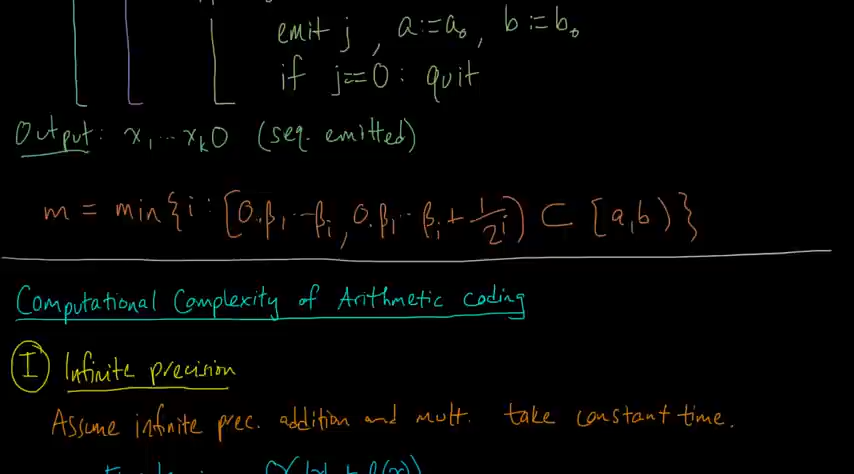 emit j, a:=a₀, b:=b₀
if j==0: quit
Output: x₁...xₖ0 (seq. emitted)
m = min{i: [0.β₁...βᵢ, 0.β₁...βᵢ + 1/2ⁱ) ⊂ [a,b)}
Computational Complexity of Arithmetic coding
I Infinite precision
Assume infinite prec. addition and mult. take constant time.